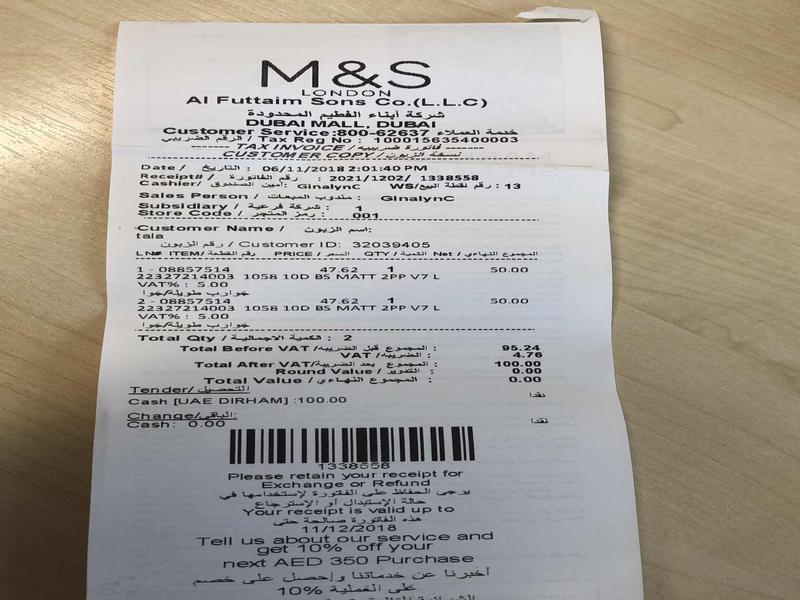 M&S
LONDON
Al Futtaim Sons Co.(L.L.C)
شركة أبناء الفطيم المحدودة
DUBAI MALL, DUBAI
Customer Service:800-62637 خدمة العملاء
Tax Reg No : 100015635400003 / الرقم الضريبي
------- TAX INVOICE / فاتورة ضريبية -------
CUSTOMER COPY / نسخة الزبون
Date / التاريخ : 06/11/2018 2:01:40 PM
Receipt# / رقم الفاتورة : 2021/1202/ 1338558
Cashier/ أمين الصندوق : GinalynC WS/رقم نقطة البيع : 13
Sales Person / مندوب المبيعات : GinalynC
Subsidiary / شركة فرعية : 1
Store Code / رمز المتجر : 001
Customer Name / اسم الزبون:
tala
رقم الزبون / Customer ID: 32039405
LN# ITEM/ رقم القطعة PRICE / السعر QTY / الكمية Net / المجموع النهائي
1 - 08857514 47.62 1 50.00
22327214003 1058 10D BS MATT 2PP V7 L
VAT% : 5.00
جوارب طويلة/جوا
2 - 08857514 47.62 1 50.00
22327214003 1058 10D BS MATT 2PP V7 L
VAT% : 5.00
جوارب طويلة/جوا
Total Qty / الكمية الاجمالية : 2
Total Before VAT / المجموع قبل الضريبه : 95.24
VAT / الضريبه : 4.76
Total After VAT/ المجموع بعد الضريبه : 100.00
Round Value / التدوير : 0.00
Total Value / المجموع النهائي : 0.00
Tender/ التحصيل
Cash [UAE DIRHAM] :100.00 نقدا
Change/الباقي:
Cash: 0.00 نقدا
1338558
Please retain your receipt for
Exchange or Refund
يرجى الحفاظ على الفاتورة لإستخدامها في
حالة الإستبدال أو الإسترجاع
Your receipt is valid up to
هذه الفاتورة صالحة حتى
11/12/2018
Tell us about our service and
get 10% off your
next AED 350 Purchase
أخبرنا عن خدماتنا وإحصل على خصم
10% على العملية